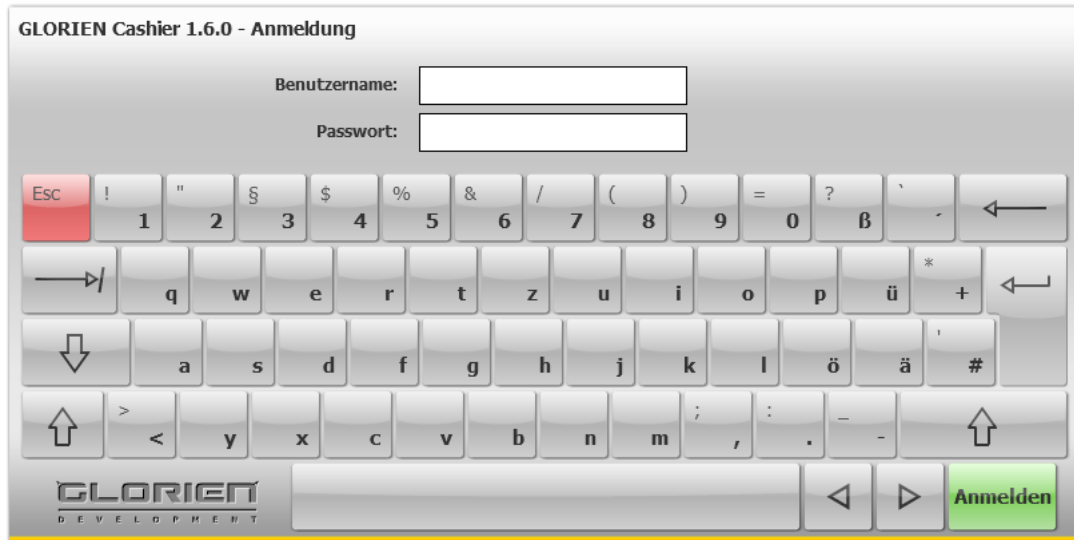 GLORIEN Cashier 1.6.0 - Anmeldung
Benutzername:
Passwort:
Esc ! 1 " 2 § 3 $ 4 % 5 & 6 / 7 ( 8 ) 9 = 0 ? ß ` ´
q w e r t z u i o p ü * +
a s d f g h j k l ö ä ' #
> < y x c v b n m ; , : . _ -
GLORIEN Anmelden
DEVELOPMENT